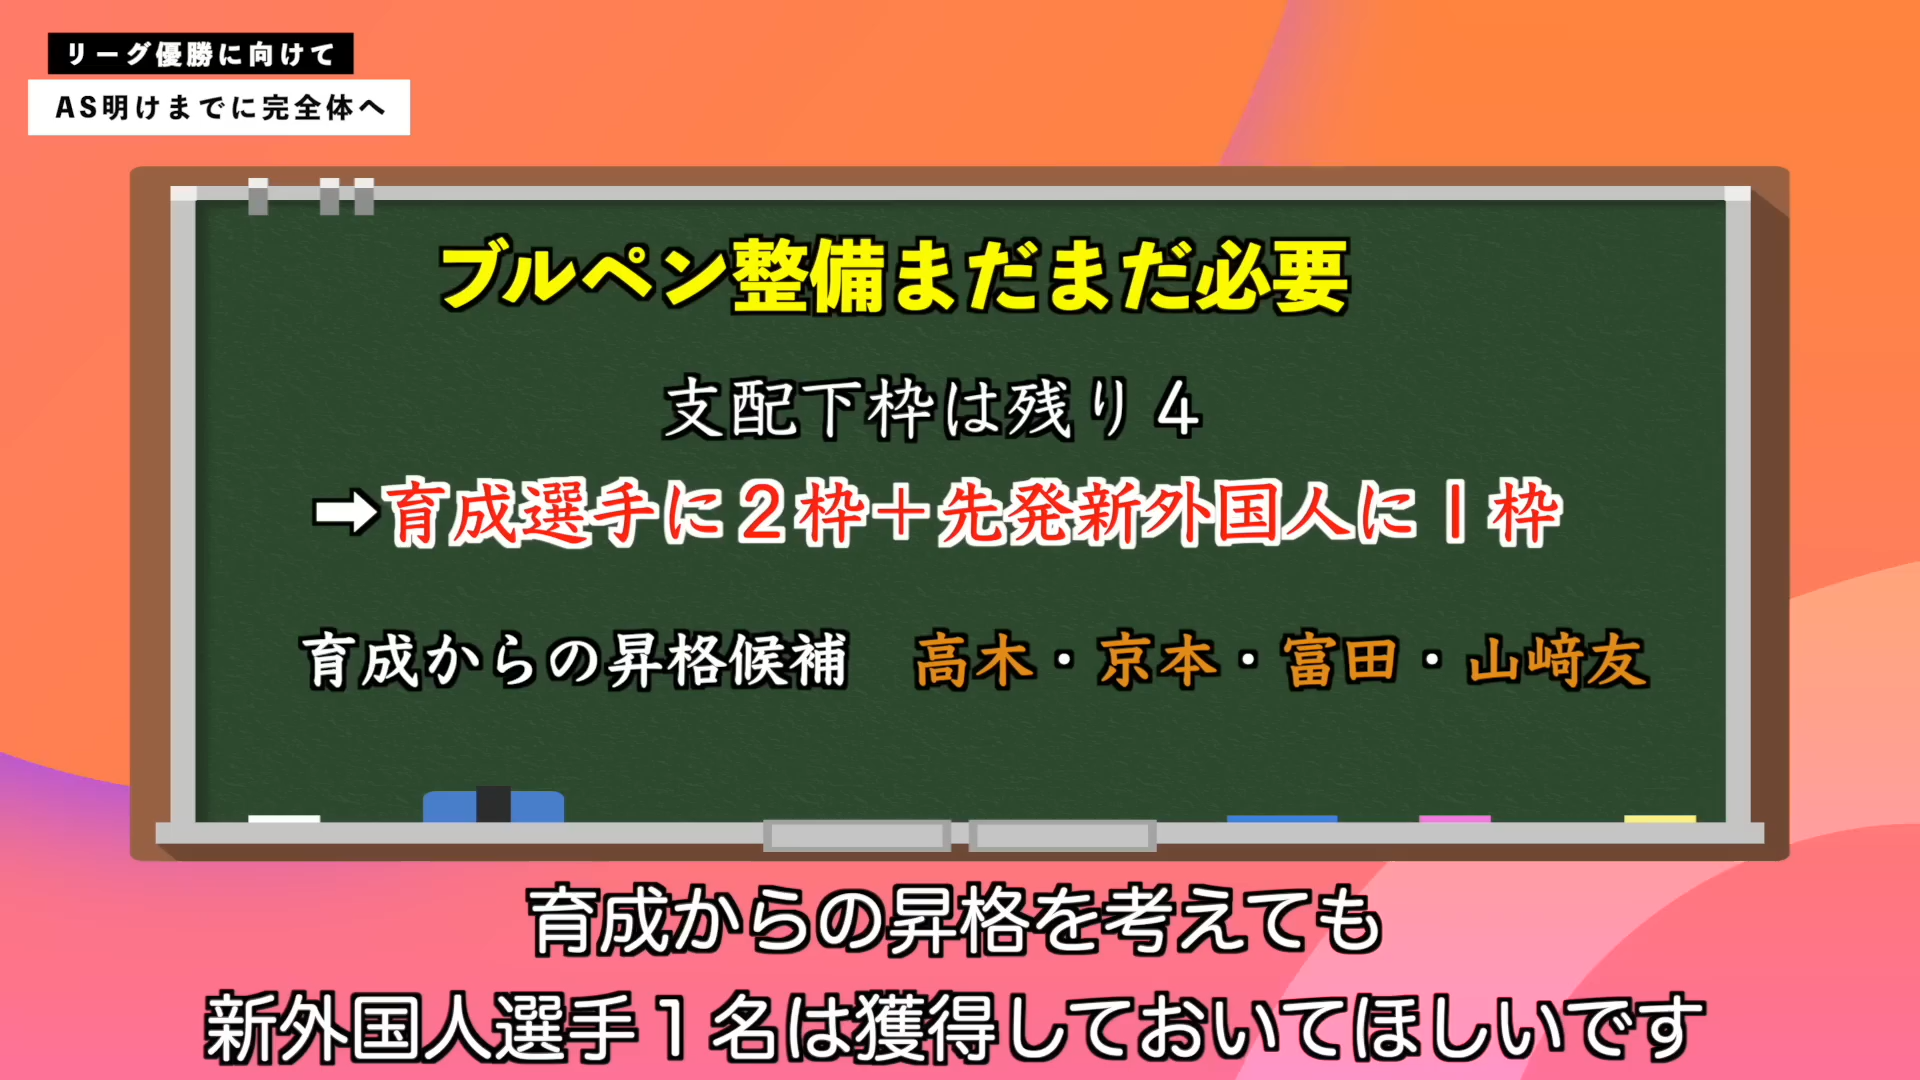 リーグ優勝に向けて
AS明けまでに完全体へ
ブルペン整備まだまだ必要
支配下枠は残り４
➡育成選手に２枠＋先発新外国人に１枠
育成からの昇格候補　高木・京本・富田・山﨑友
育成からの昇格を考えても
新外国人選手１名は獲得しておいてほしいです